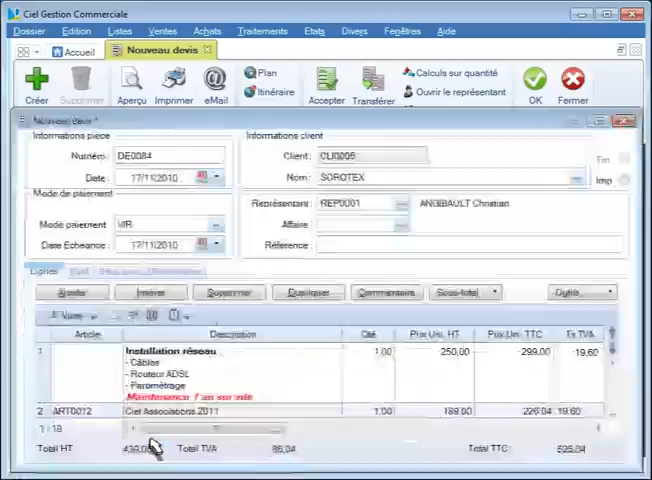 Ciel Gestion Commerciale
Dossier Edition Listes Ventes Achats Traitements Etats Divers Fenêtres Aide
Accueil Nouveau devis
Créer Supprimer Aperçu Imprimer eMail Plan Itinéraire Accepter Transférer Calculs sur quantité Ouvrir le représentant OK Fermer
Nouveau devis *
Informations pièce Informations client
Numéro: DE0084 Client:
Date: 17/11/2010 Nom: SOROTEX
Mode de paiement Représentant: REP0001 ANGIBAULT Christian
Mode paiement VIR Affaire:
Date Échéance: 17/11/2010 Référence:
Lignes
Ajouter Insérer Supprimer Dupliquer Commentaire Sous-total Outils
Article Description Qté Prix Uni. HT Prix Uni. TTC Tx TVA
1 Installation réseau 1,00 250,00 299,00 19,60
- Câbles
- Routeur ADSL
- Paramétrage
Maintenance 1 an sur site
2 ART0012 Ciel Associations 2011 1,00 189,00 226,04 19,60
Total HT 439,00 Total TVA 86,04 Total TTC: 525,04